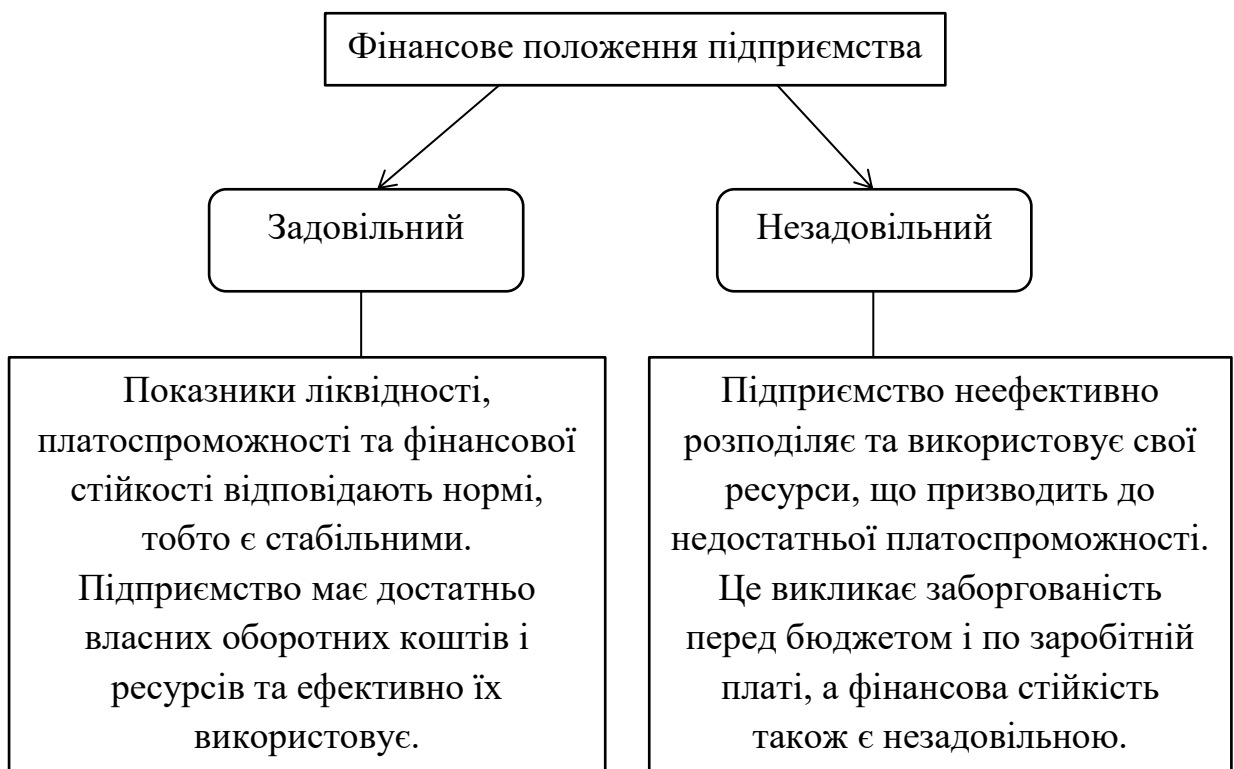 Фінансове положення підприємства
Задовільний
Незадовільний
Показники ліквідності,
платоспроможності та фінансової
стійкості відповідають нормі,
тобто є стабільними.
Підприємство має достатньо
власних оборотних коштів і
ресурсів та ефективно їх
використовує.
Підприємство неефективно
розподіляє та використовує свої
ресурси, що призводить до
недостатньої платоспроможності.
Це викликає заборгованість
перед бюджетом і по заробітній
платі, а фінансова стійкість
також є незадовільною.